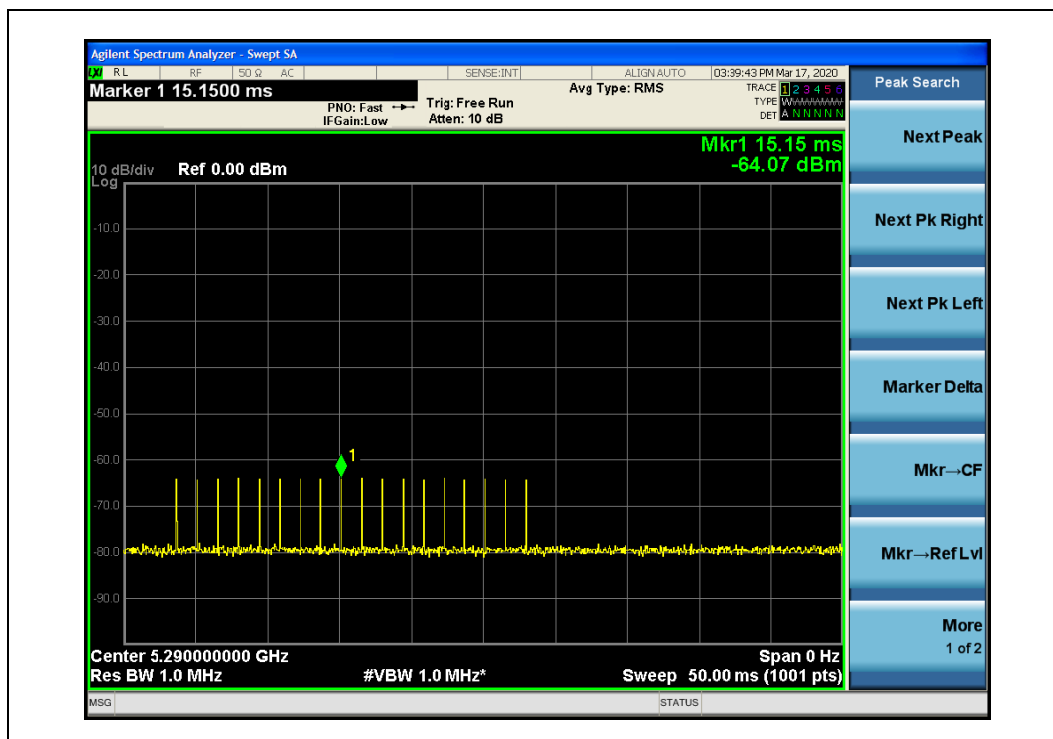 Agilent Spectrum Analyzer - Swept SA
LXI RL RF 50 Ω AC SENSE:INT ALIGNAUTO 03:39:43 PM Mar 17, 2020
Marker 1 15.1500 ms
PNO: Fast
IFGain:Low
Trig: Free Run
Atten: 10 dB
Avg Type: RMS
TRACE 1 2 3 4 5 6
TYPE
DET A N N N N N
Mkr1 15.15 ms
-64.07 dBm
10 dB/div Ref 0.00 dBm
Log
-10.0
-20.0
-30.0
-40.0
-50.0
-60.0
-70.0
-80.0
-90.0
1
Center 5.290000000 GHz Span 0 Hz
Res BW 1.0 MHz #VBW 1.0 MHz* Sweep 50.00 ms (1001 pts)
MSG STATUS
Peak Search
Next Peak
Next Pk Right
Next Pk Left
Marker Delta
Mkr→CF
Mkr→Ref Lvl
More
1 of 2